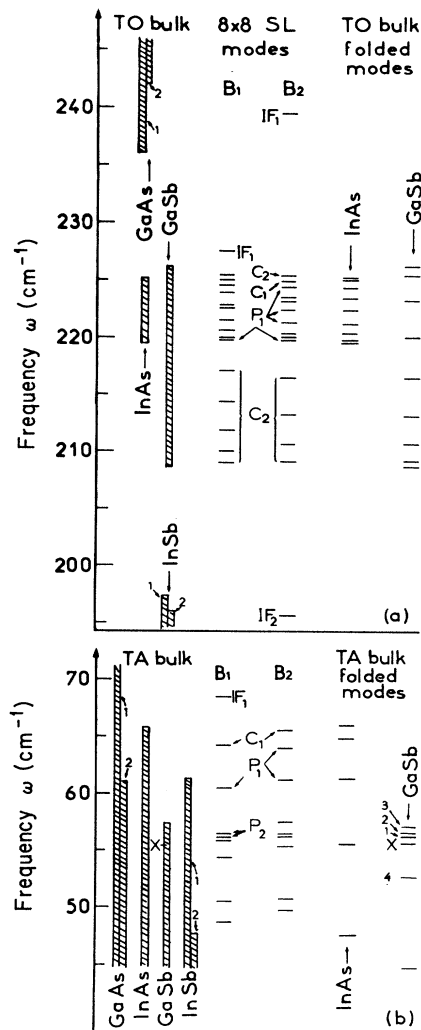 TO bulk
8x8 SL modes
TO bulk folded modes
B₁
B₂
IF₁
2
1
240
230
220
210
200
Frequency ω (cm⁻¹)
GaAs
GaSb
InAs
InSb
1
2
IF₁
C₂
C₁
P₁
C₂
IF₂
InAs
GaSb
(a)
TA bulk
B₁
B₂
TA bulk folded modes
70
60
50
Frequency ω (cm⁻¹)
1
2
X
1
2
IF₁
C₁
P₁
P₂
GaSb
3
2
1
X
4
InAs
GaAs
InAs
GaSb
InSb
(b)